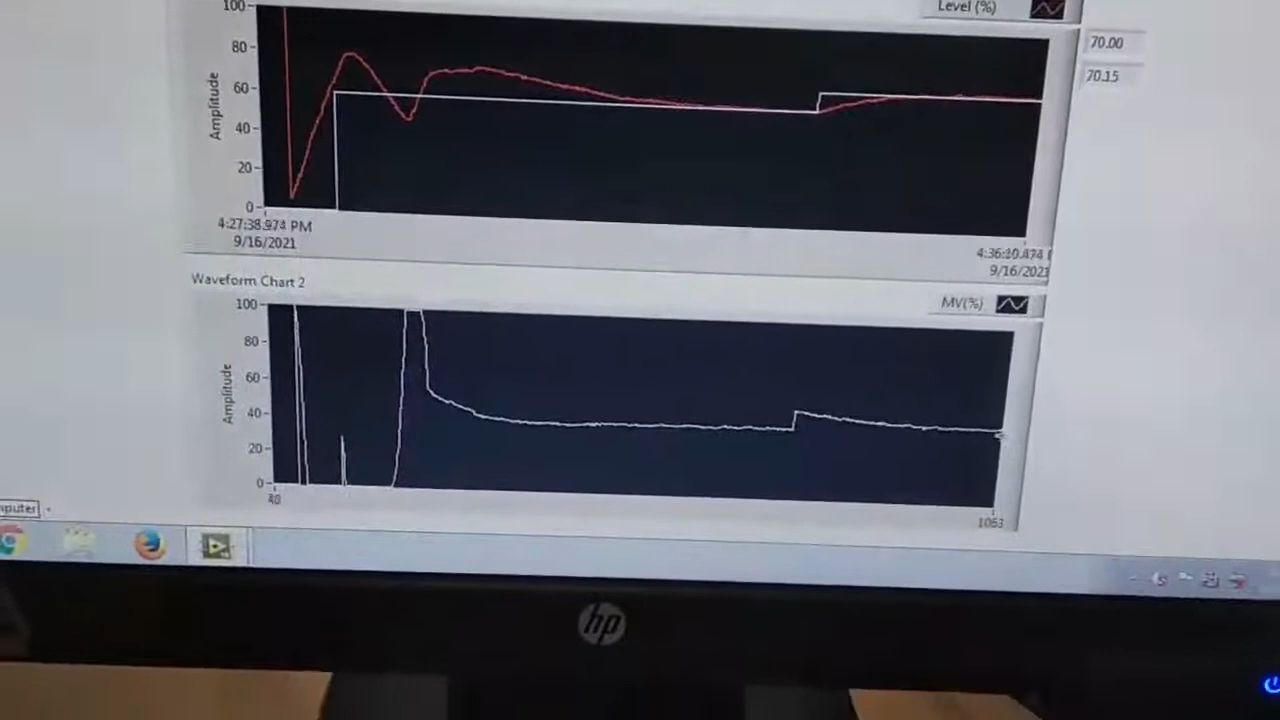 Level (%)
100
80
60
40
20
0
Amplitude
70.00
70.15
4:27:38.974 PM
9/16/2021
4:36:10.474
9/16/2021
Waveform Chart 2
MV(%)
100
80
60
40
20
0
Amplitude
1063
mputer
hp